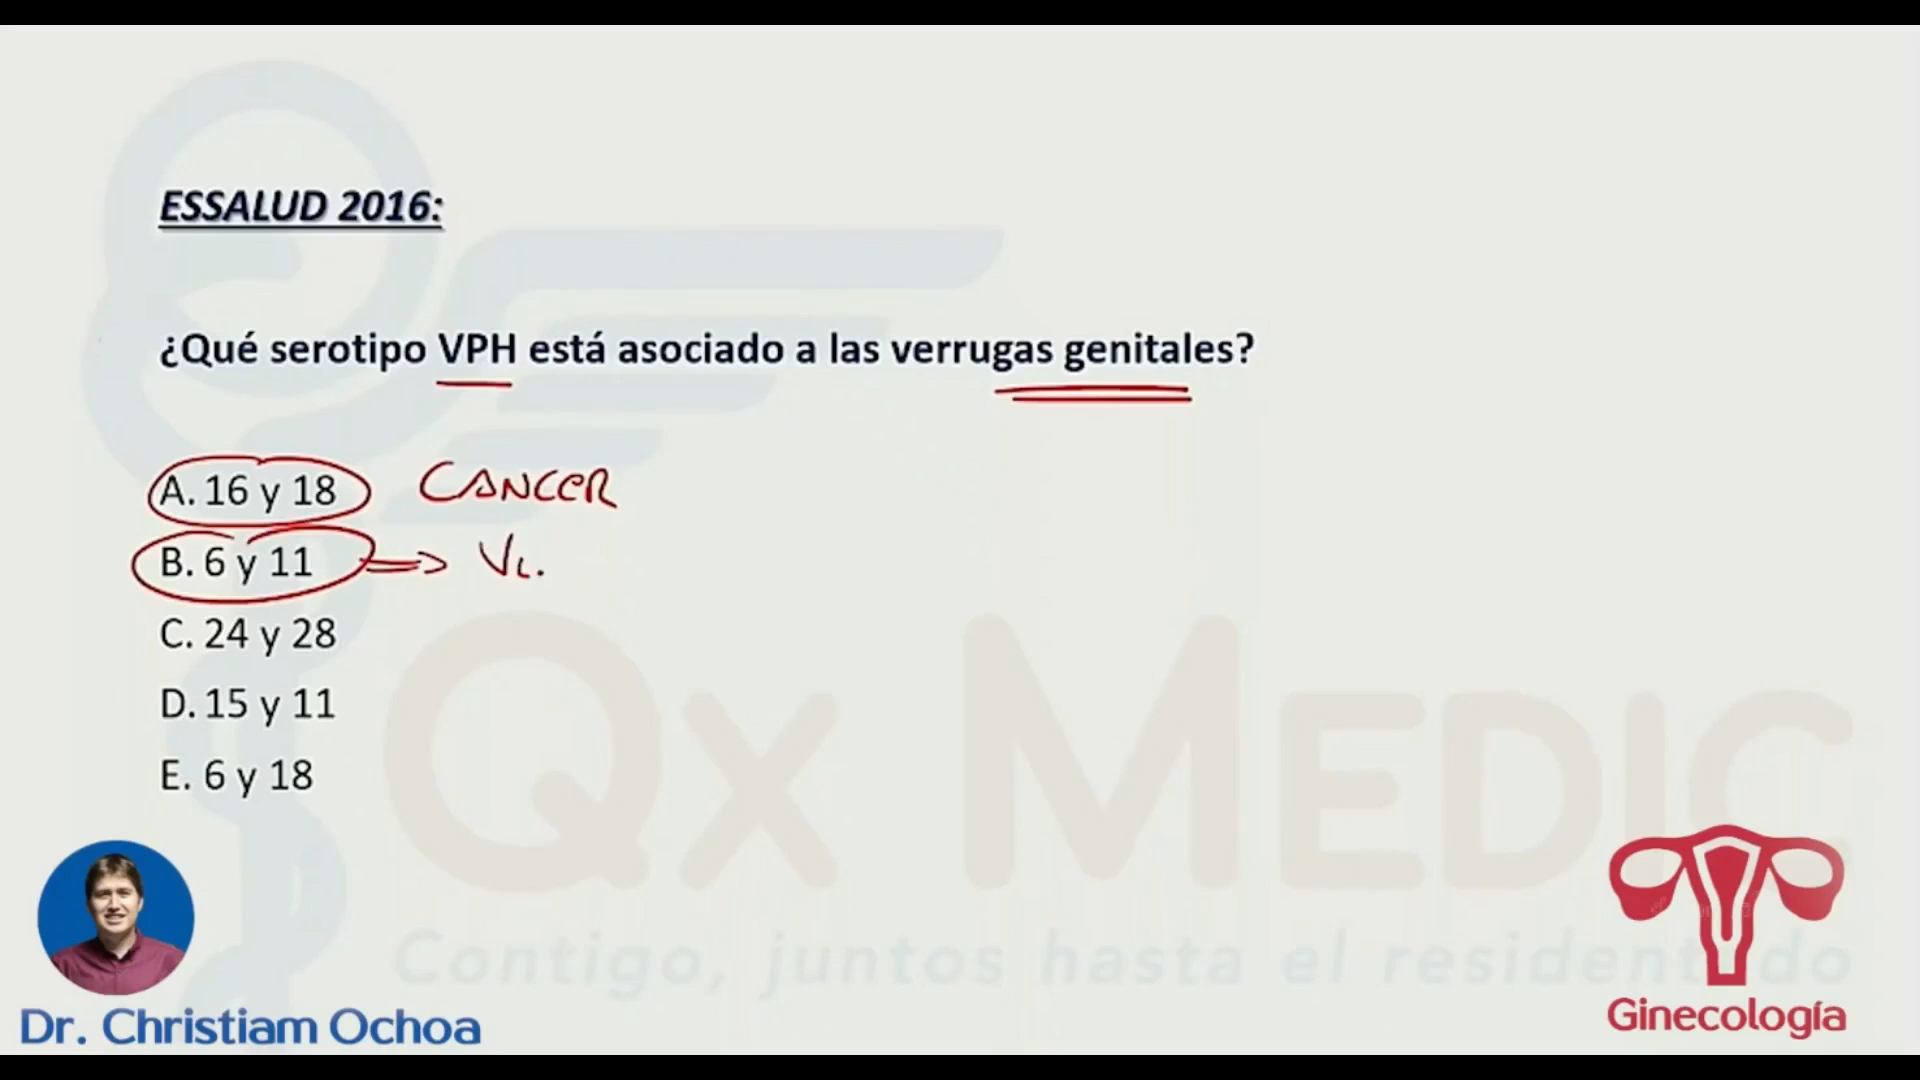 ESSALUD 2016:
¿Qué serotipo VPH está asociado a las verrugas genitales?
A. 16 y 18 CANCER
B. 6 y 11 => V
C. 24 y 28
D. 15 y 11
E. 6 y 18
QX MEDIC
Contigo, juntos hasta el residentado
Dr. Christiam Ochoa
Ginecología